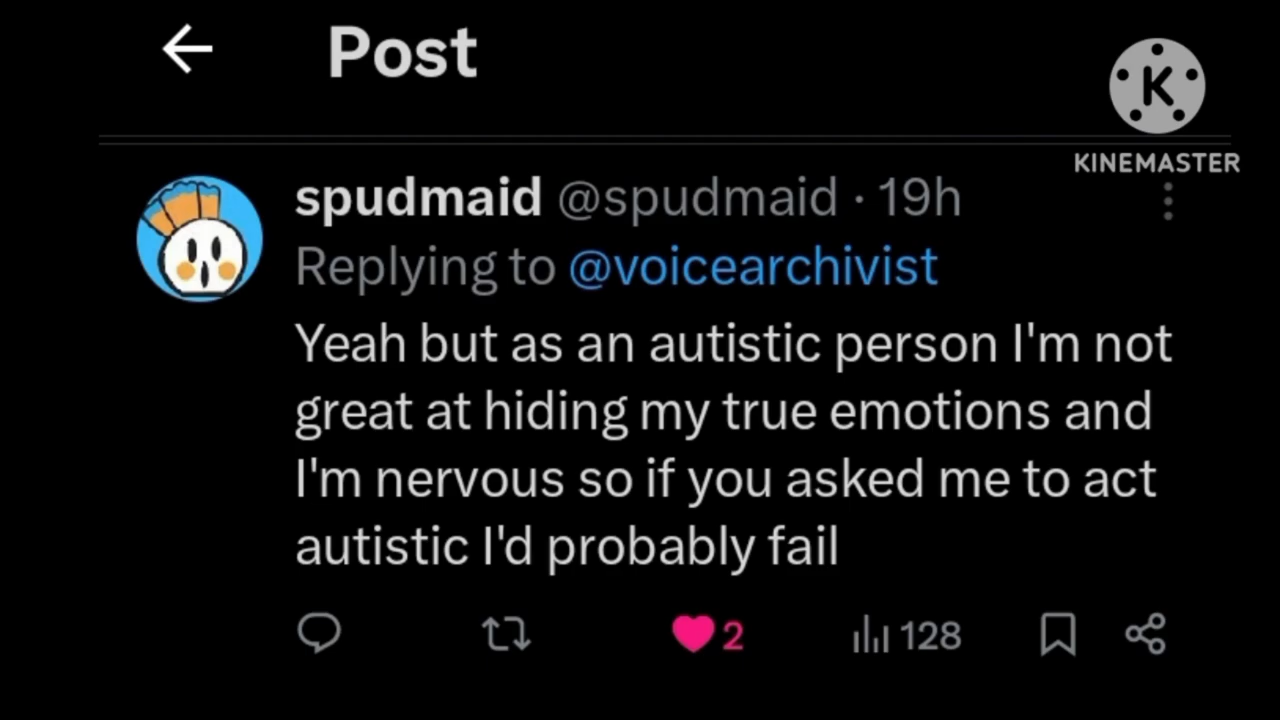 Post
K
KINEMASTER
spudmaid @spudmaid · 19h
Replying to @voicearchivist
Yeah but as an autistic person I'm not
great at hiding my true emotions and
I'm nervous so if you asked me to act
autistic I'd probably fail
2 128